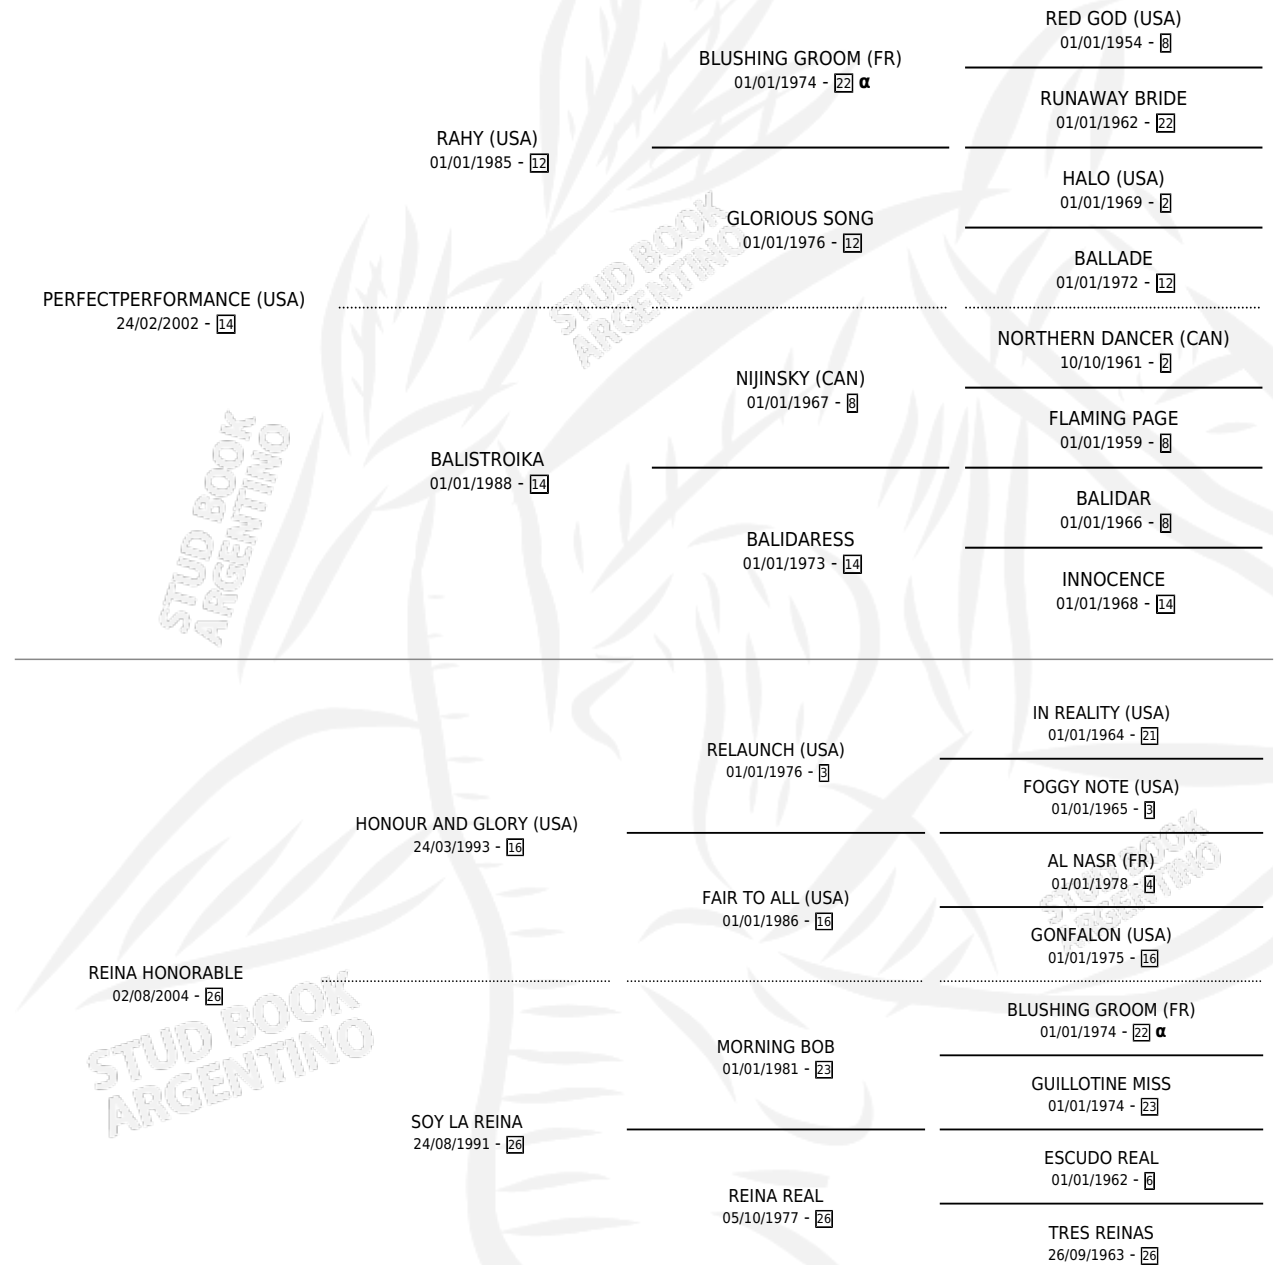 RED GOD (USA)
01/01/1954 - 8
BLUSHING GROOM (FR)
01/01/1974 - 22 α
RUNAWAY BRIDE
01/01/1962 - 22
RAHY (USA)
01/01/1985 - 12
HALO (USA)
01/01/1969 - 2
GLORIOUS SONG
01/01/1976 - 12
BALLADE
01/01/1972 - 12
PERFECTPERFORMANCE (USA)
24/02/2002 - 14
NORTHERN DANCER (CAN)
10/10/1961 - 2
NIJINSKY (CAN)
01/01/1967 - 8
FLAMING PAGE
01/01/1959 - 8
BALISTROIKA
01/01/1988 - 14
BALIDAR
01/01/1966 - 8
BALIDARESS
01/01/1973 - 14
INNOCENCE
01/01/1968 - 14
IN REALITY (USA)
01/01/1964 - 21
RELAUNCH (USA)
01/01/1976 - 3
FOGGY NOTE (USA)
01/01/1965 - 3
HONOUR AND GLORY (USA)
24/03/1993 - 16
AL NASR (FR)
01/01/1978 - 4
FAIR TO ALL (USA)
01/01/1986 - 16
GONFALON (USA)
01/01/1975 - 16
REINA HONORABLE
02/08/2004 - 26
BLUSHING GROOM (FR)
01/01/1974 - 22 α
MORNING BOB
01/01/1981 - 23
GUILLOTINE MISS
01/01/1974 - 23
SOY LA REINA
24/08/1991 - 26
ESCUDO REAL
01/01/1962 - 6
REINA REAL
05/10/1977 - 26
TRES REINAS
26/09/1963 - 26
STUD BOOK
ARGENTINO
STUD BOOK
ARGENTINO
STUD BOOK
ARGENTINO
STUD BOOK
ARGENTINO